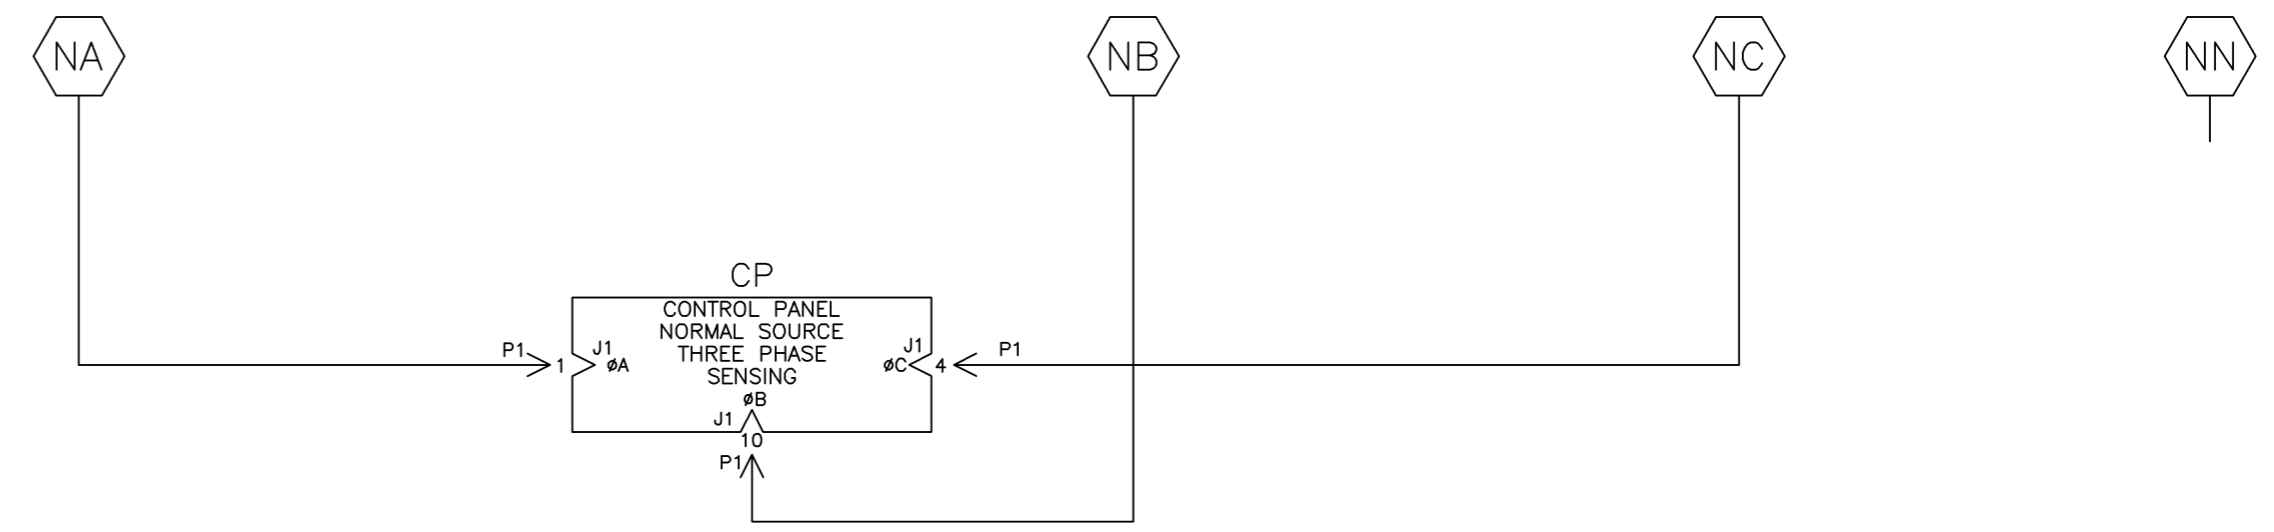 NA
NB
NC
NN
CP
CONTROL PANEL
NORMAL SOURCE
THREE PHASE
SENSING
P1
1
J1
øA
J1
øC
4
P1
øB
J1
10
P1